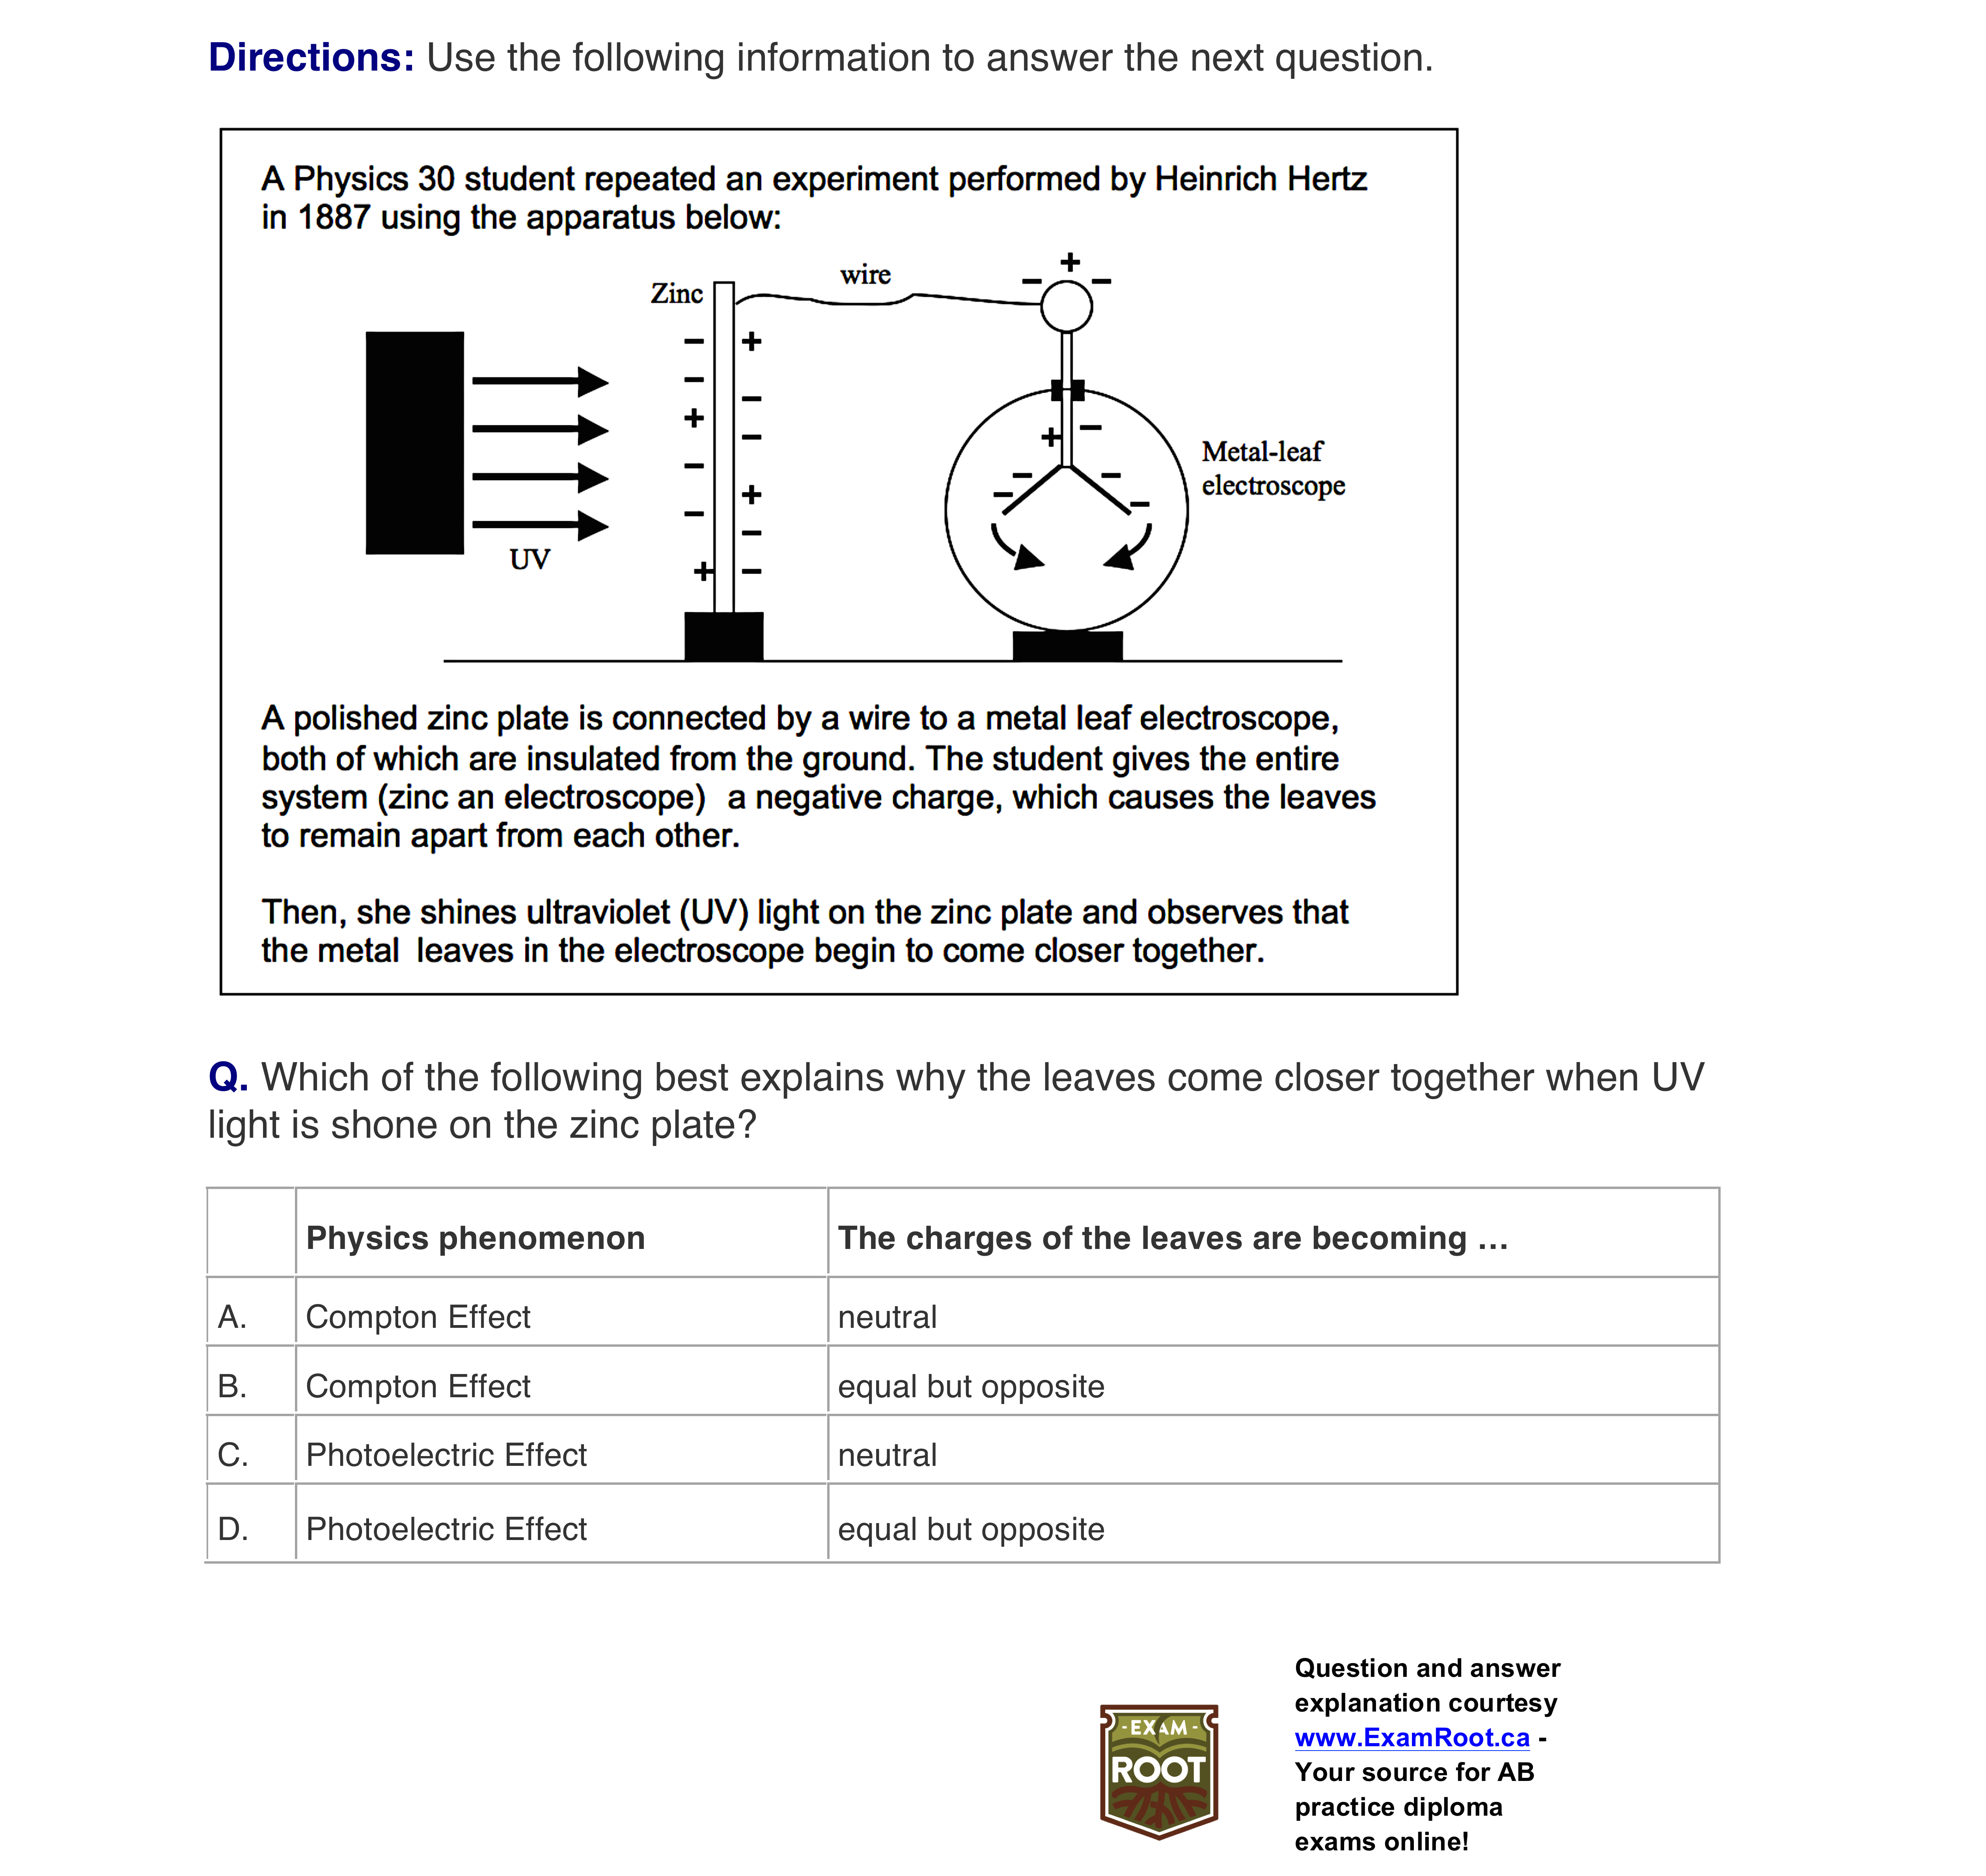 Directions: Use the following information to answer the next question.
A Physics 30 student repeated an experiment performed by Heinrich Hertz
in 1887 using the apparatus below:
Zinc
wire
+
− −
− +
−
+ −
− −
+ −
− +
− −
− −
− −
+ −
UV
Metal-leaf
electroscope
A polished zinc plate is connected by a wire to a metal leaf electroscope,
both of which are insulated from the ground. The student gives the entire
system (zinc an electroscope) a negative charge, which causes the leaves
to remain apart from each other.
Then, she shines ultraviolet (UV) light on the zinc plate and observes that
the metal leaves in the electroscope begin to come closer together.
Q. Which of the following best explains why the leaves come closer together when UV
light is shone on the zinc plate?
Physics phenomenon The charges of the leaves are becoming ...
A. Compton Effect neutral
B. Compton Effect equal but opposite
C. Photoelectric Effect neutral
D. Photoelectric Effect equal but opposite
- EXAM -
ROOT
Question and answer
explanation courtesy
www.ExamRoot.ca -
Your source for AB
practice diploma
exams online!